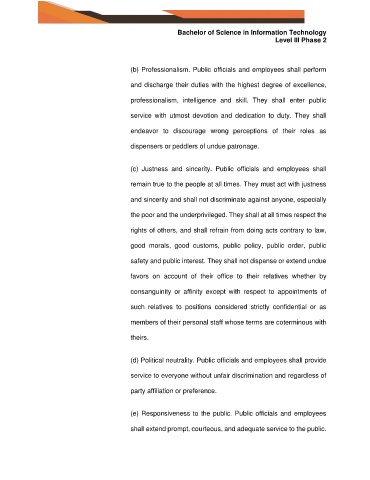 Bachelor of Science in Information Technology
Level III Phase 2
(b) Professionalism. Public officials and employees shall perform
and discharge their duties with the highest degree of excellence,
professionalism, intelligence and skill. They shall enter public
service with utmost devotion and dedication to duty. They shall
endeavor to discourage wrong perceptions of their roles as
dispensers or peddlers of undue patronage.
(c) Justness and sincerity. Public officials and employees shall
remain true to the people at all times. They must act with justness
and sincerity and shall not discriminate against anyone, especially
the poor and the underprivileged. They shall at all times respect the
rights of others, and shall refrain from doing acts contrary to law,
good morals, good customs, public policy, public order, public
safety and public interest. They shall not dispense or extend undue
favors on account of their office to their relatives whether by
consanguinity or affinity except with respect to appointments of
such relatives to positions considered strictly confidential or as
members of their personal staff whose terms are coterminous with
theirs.
(d) Political neutrality. Public officials and employees shall provide
service to everyone without unfair discrimination and regardless of
party affiliation or preference.
(e) Responsiveness to the public. Public officials and employees
shall extend prompt, courteous, and adequate service to the public.